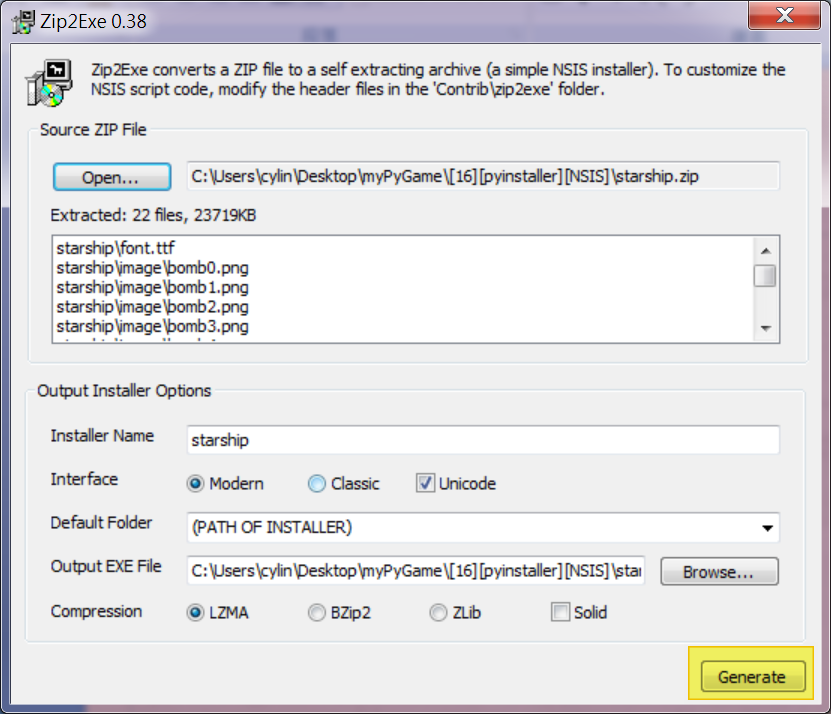 Zip2Exe 0.38
Zip2Exe converts a ZIP file to a self extracting archive (a simple NSIS installer). To customize the
NSIS script code, modify the header files in the 'Contrib\zip2exe' folder.
Source ZIP File
Open...
C:\Users\cylin\Desktop\myPyGame\[16][pyinstaller][NSIS]\starship.zip
Extracted: 22 files, 23719KB
starship\font.ttf
starship\image\bomb0.png
starship\image\bomb1.png
starship\image\bomb2.png
starship\image\bomb3.png
Output Installer Options
Installer Name
starship
Interface
Modern
Classic
Unicode
Default Folder
(PATH OF INSTALLER)
Output EXE File
C:\Users\cylin\Desktop\myPyGame\[16][pyinstaller][NSIS]\star
Browse...
Compression
LZMA
BZip2
ZLib
Solid
Generate